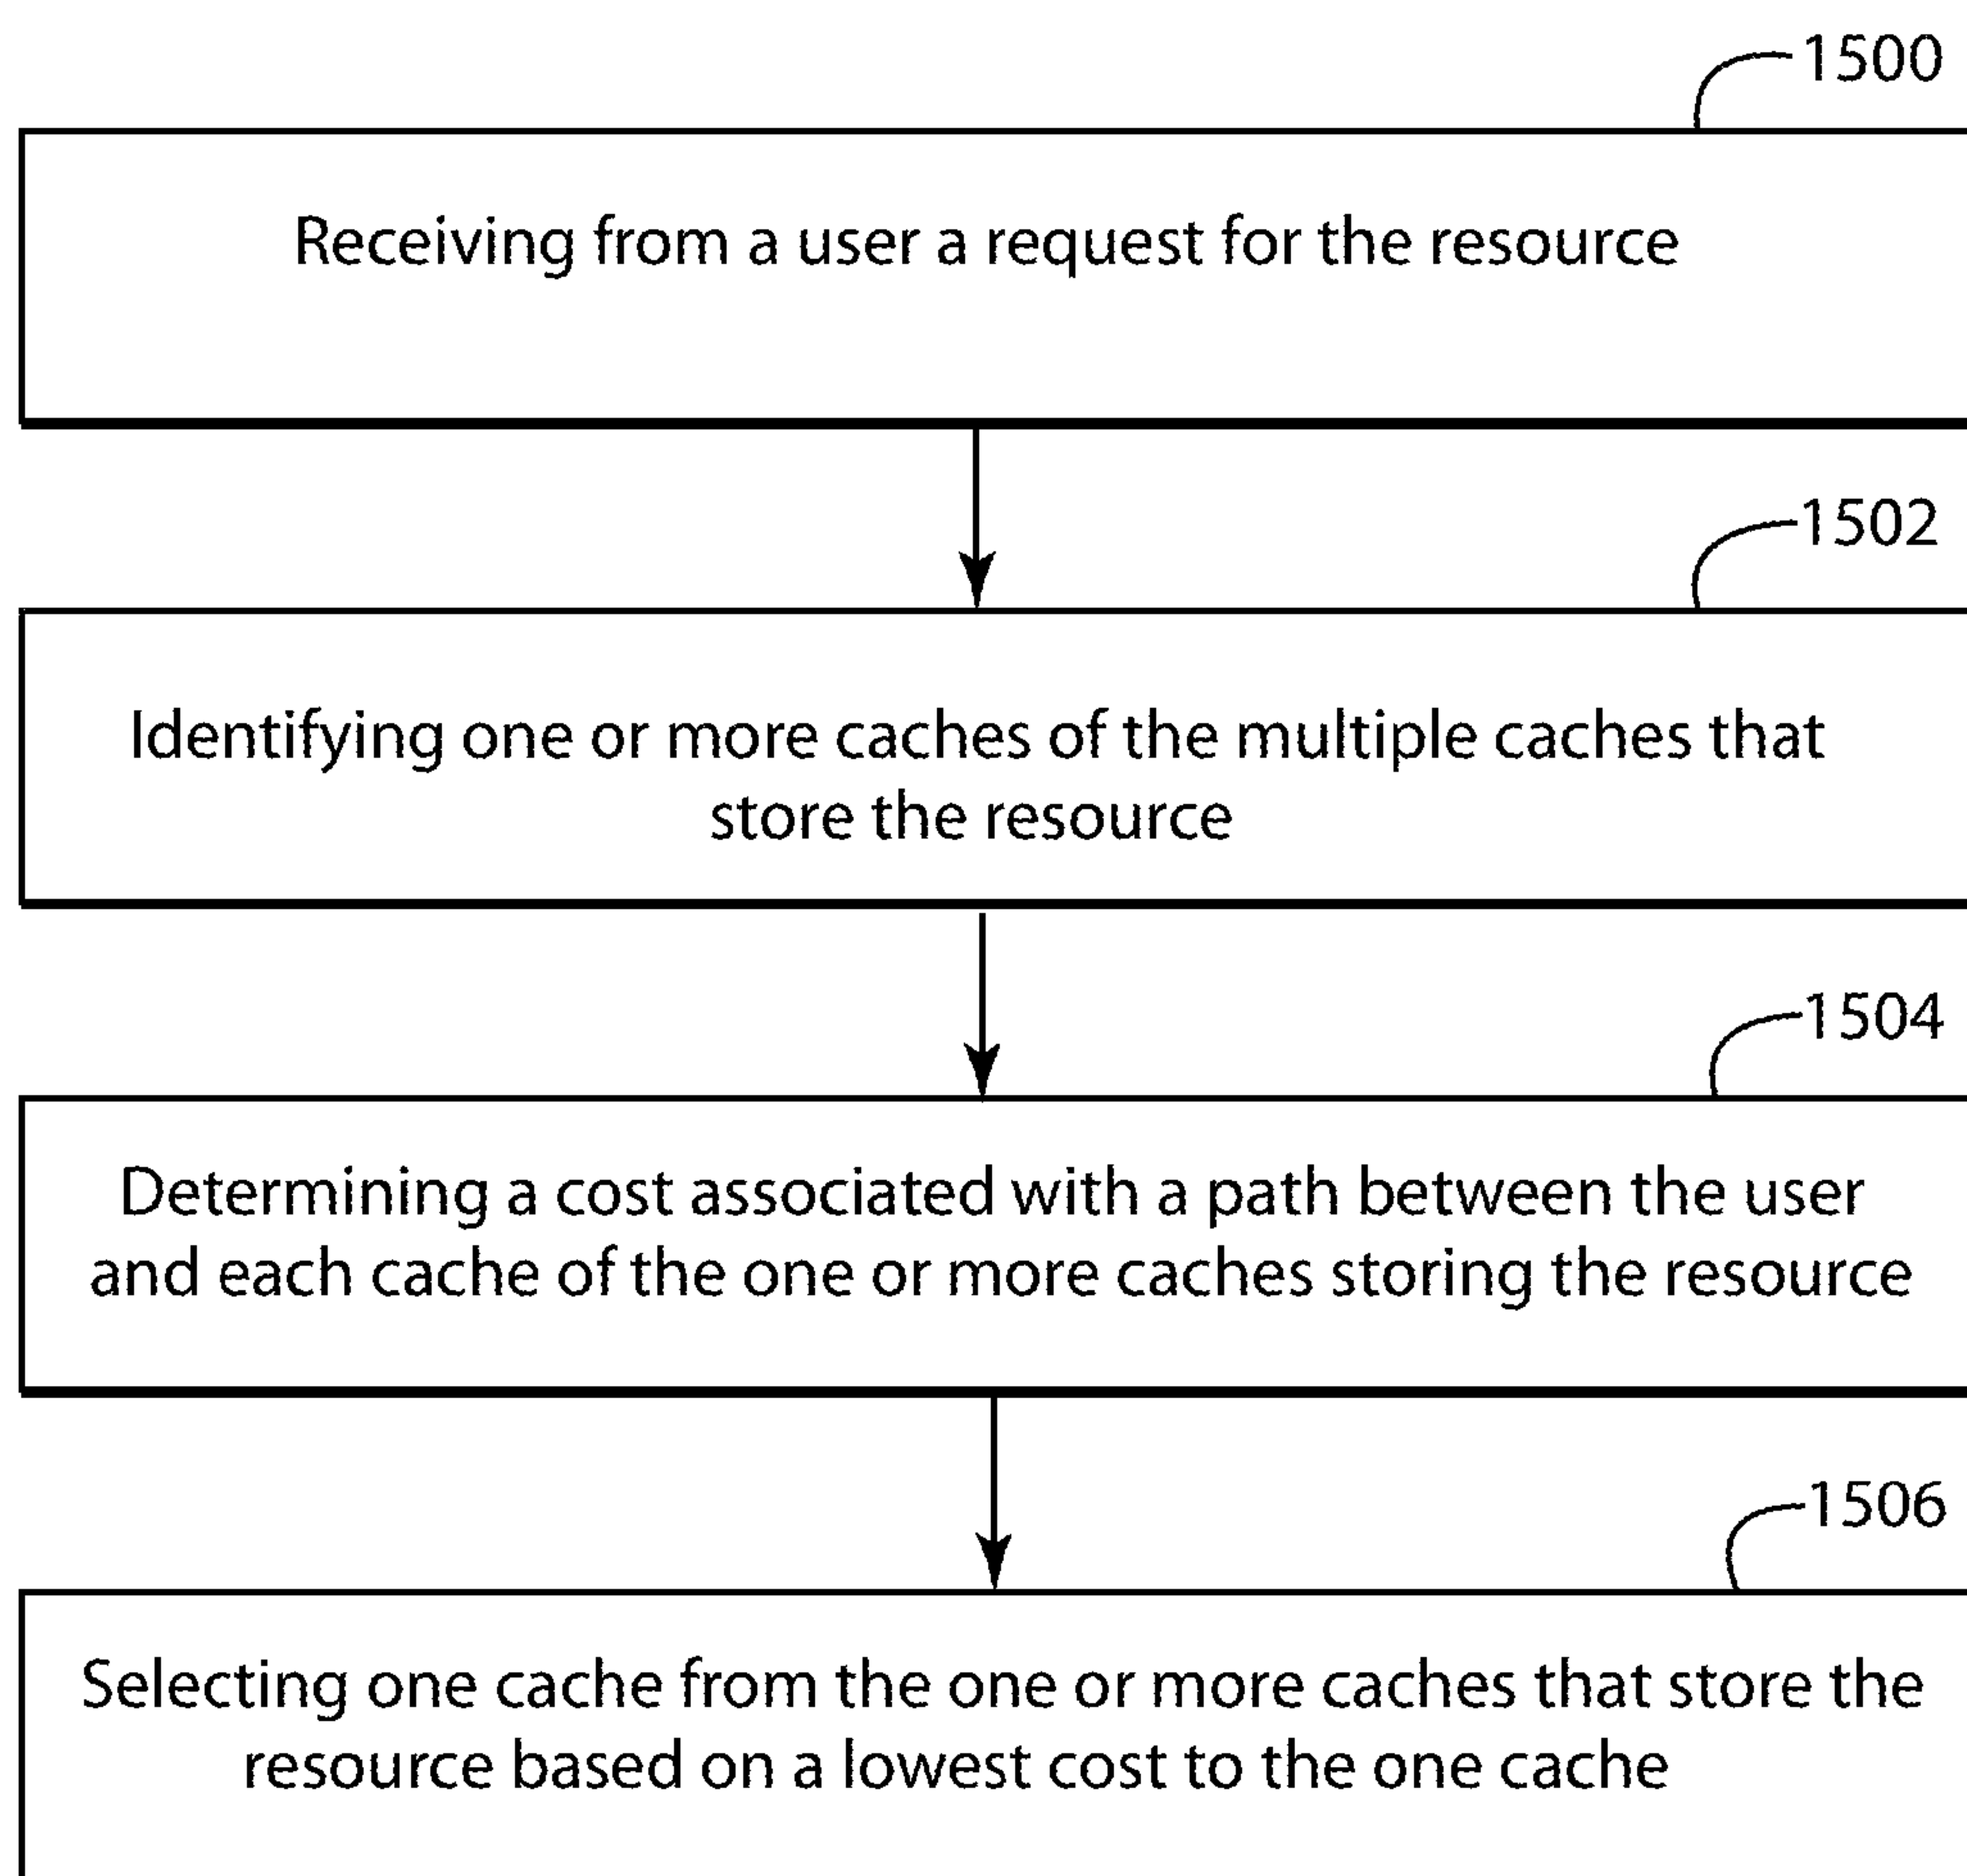 1500
Receiving from a user a request for the resource
1502
Identifying one or more caches of the multiple caches that
store the resource
1504
Determining a cost associated with a path between the user
and each cache of the one or more caches storing the resource
1506
Selecting one cache from the one or more caches that store the
resource based on a lowest cost to the one cache